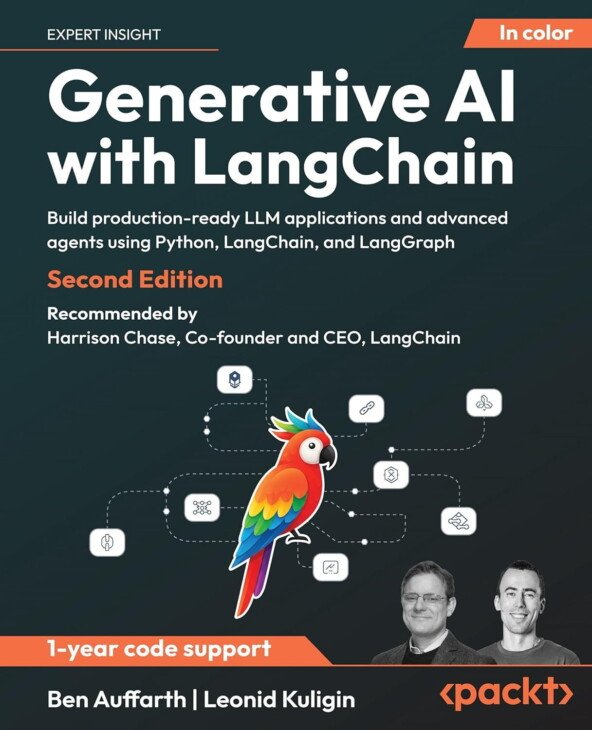 EXPERT INSIGHT
In color
Generative AI
with LangChain
Build production-ready LLM applications and advanced
agents using Python, LangChain, and LangGraph
Second Edition
Recommended by
Harrison Chase, Co-founder and CEO, LangChain
1-year code support
Ben Auffarth | Leonid Kuligin
<packt>